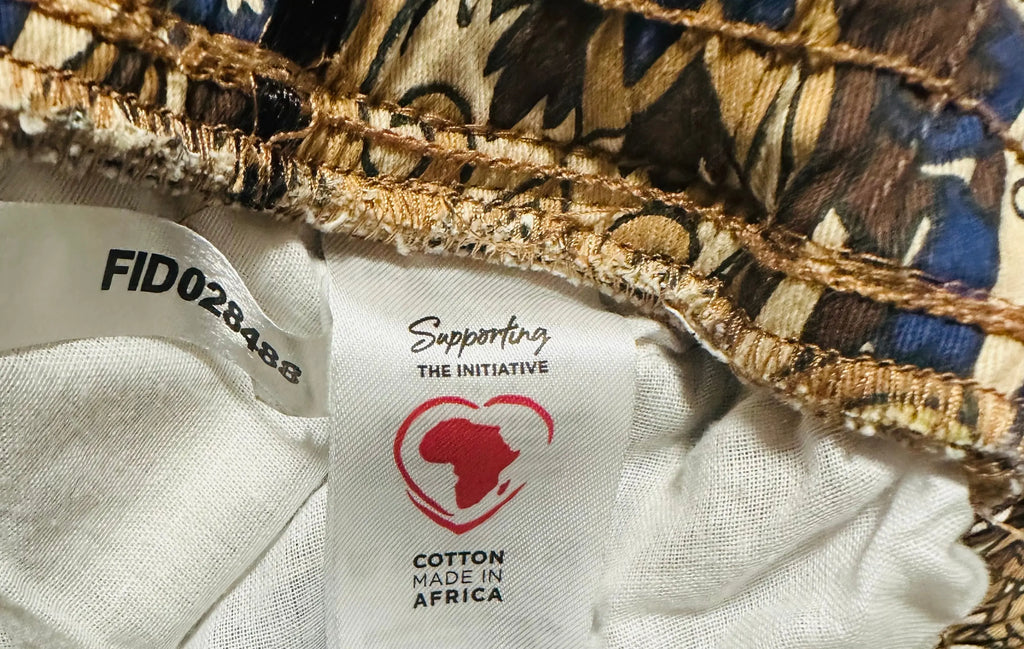 FID028488
Supporting
THE INITIATIVE
COTTON
MADE IN
AFRICA